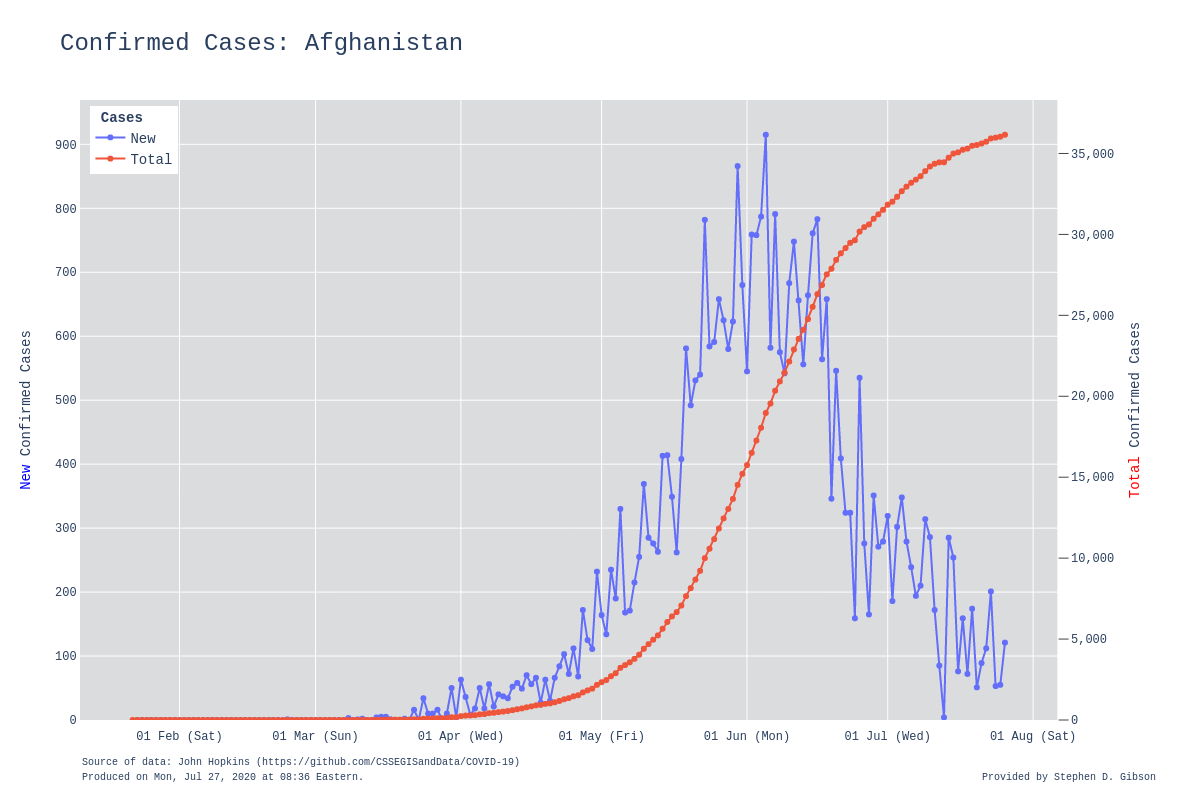 Confirmed Cases: Afghanistan
Cases
New
Total
900
800
700
600
500
400
300
200
100
0
New Confirmed Cases
35,000
30,000
25,000
20,000
15,000
10,000
5,000
0
Total Confirmed Cases
01 Feb (Sat) 01 Mar (Sun) 01 Apr (Wed) 01 May (Fri) 01 Jun (Mon) 01 Jul (Wed) 01 Aug (Sat)
Source of data: John Hopkins (https://github.com/CSSEGISandData/COVID-19)
Produced on Mon, Jul 27, 2020 at 08:36 Eastern.
Provided by Stephen D. Gibson